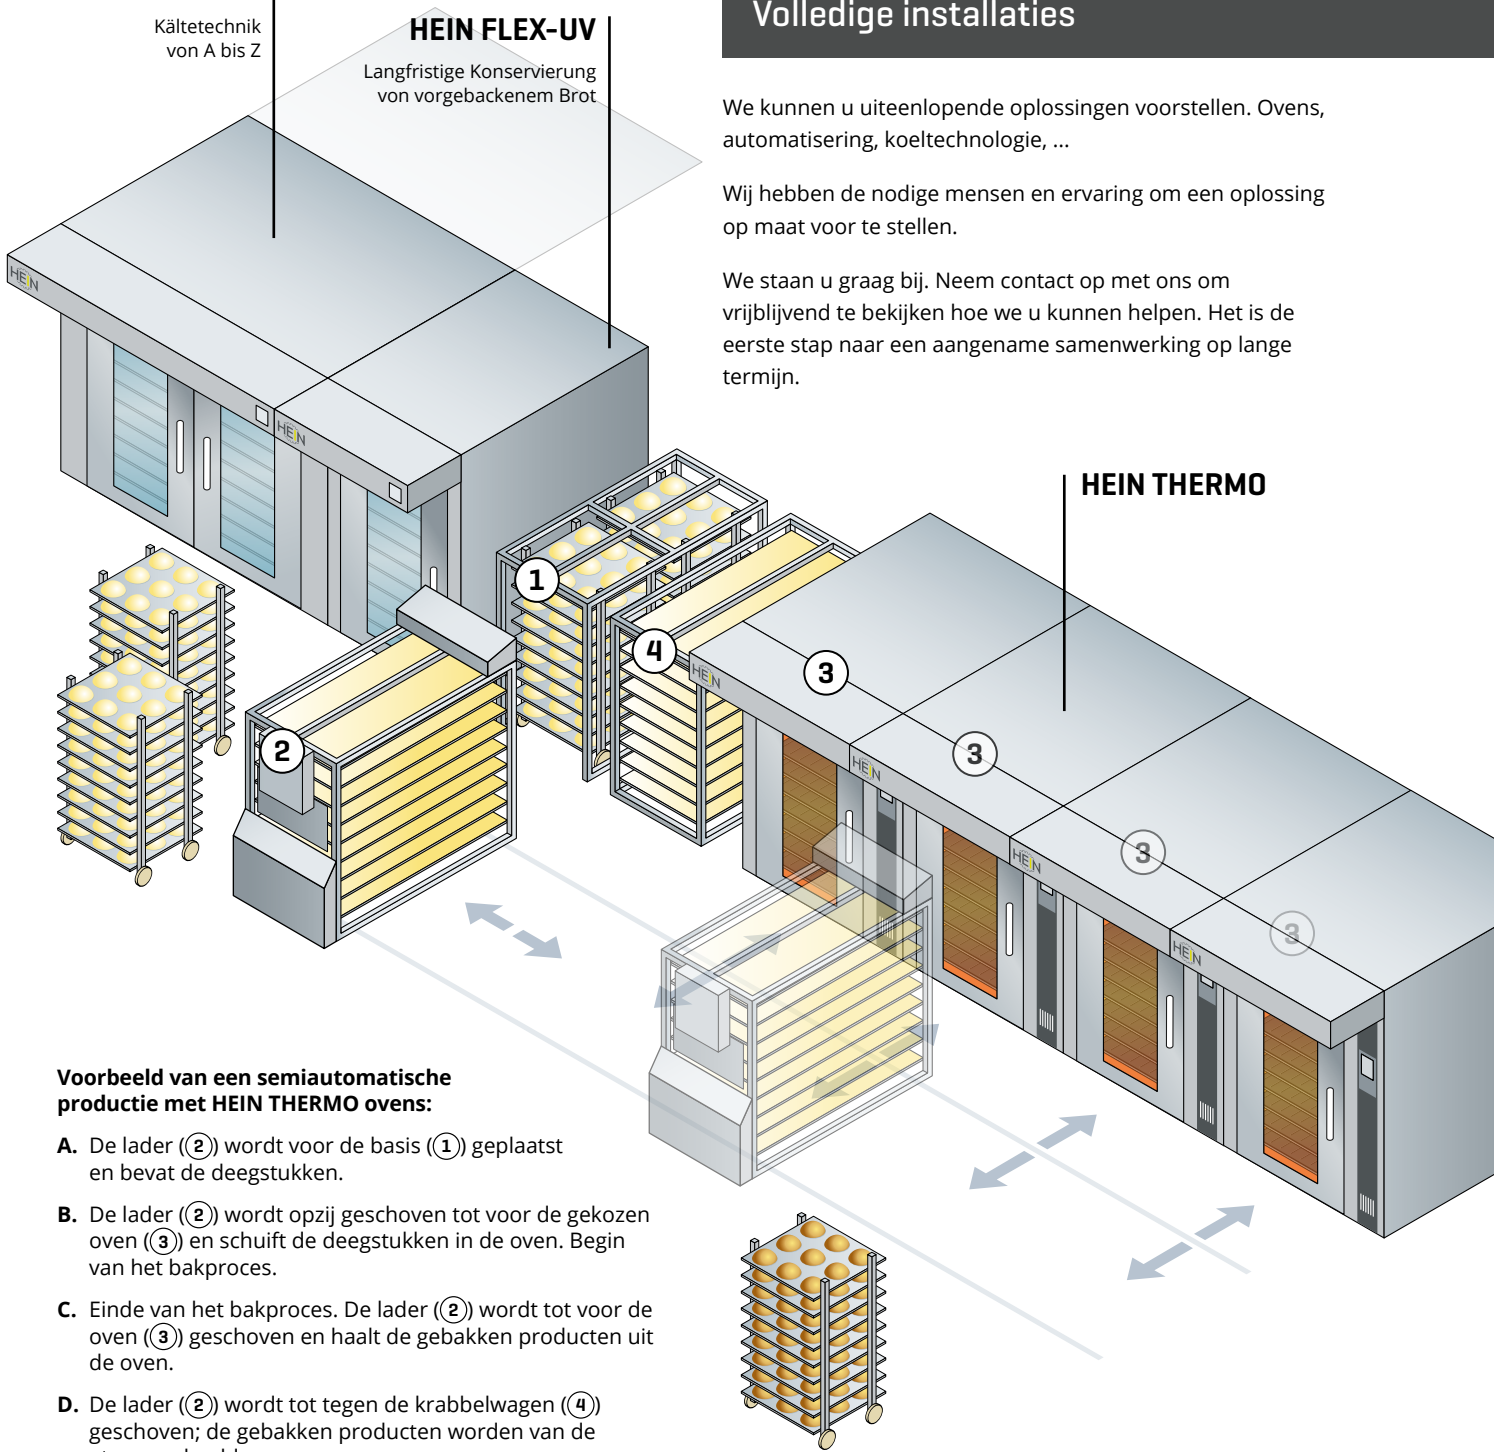 Kältetechnik
von A bis Z
HEIN FLEX-UV
Langfristige Konservierung
von vorgebackenem Brot
Volledige installaties
We kunnen u uiteenlopende oplossingen voorstellen. Ovens,
automatisering, koeltechnologie, ...
Wij hebben de nodige mensen en ervaring om een oplossing
op maat voor te stellen.
We staan u graag bij. Neem contact op met ons om
vrijblijvend te bekijken hoe we u kunnen helpen. Het is de
eerste stap naar een aangename samenwerking op lange
termijn.
HEIN
HEIN
HEIN THERMO
1
4
2
3
3
3
3
HEIN
HEIN
HEIN
HEIN
Voorbeeld van een semiautomatische
productie met HEIN THERMO ovens:
A. De lader (②) wordt voor de basis (①) geplaatst
en bevat de deegstukken.
B. De lader (②) wordt opzij geschoven tot voor de gekozen
oven (③) en schuift de deegstukken in de oven. Begin
van het bakproces.
C. Einde van het bakproces. De lader (②) wordt tot voor de
oven (③) geschoven en haalt de gebakken producten uit
de oven.
D. De lader (②) wordt tot tegen de krabbelwagen (④)
geschoven; de gebakken producten worden van de